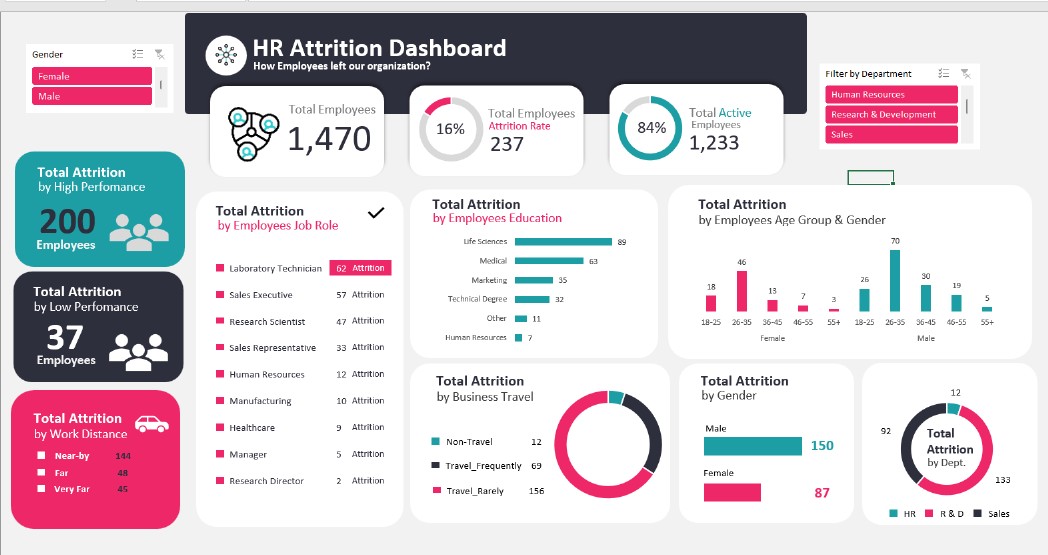 Gender
Female
Male
HR Attrition Dashboard
How Employees left our organization?
Filter by Department
Human Resources
Research & Development
Sales
Total Employees
1,470
16%
Total Employees
Attrition Rate
237
84%
Total Active
Employees
1,233
Total Attrition
by High Perfomance
200
Employees
Total Attrition
by Low Perfomance
37
Employees
Total Attrition
by Work Distance
Near-by 144
Far 48
Very Far 45
Total Attrition
by Employees Job Role
Laboratory Technician 62 Attrition
Sales Executive 57 Attrition
Research Scientist 47 Attrition
Sales Representative 33 Attrition
Human Resources 12 Attrition
Manufacturing 10 Attrition
Healthcare 9 Attrition
Manager 5 Attrition
Research Director 2 Attrition
Total Attrition
by Employees Education
Life Sciences 89
Medical 63
Marketing 35
Technical Degree 32
Other 11
Human Resources 7
Total Attrition
by Employees Age Group & Gender
18 46 13 7 3 26 70 30 19 5
18-25 26-35 36-45 46-55 55+ 18-25 26-35 36-45 46-55 55+
Female Male
Total Attrition
by Business Travel
Non-Travel 12
Travel_Frequently 69
Travel_Rarely 156
Total Attrition
by Gender
Male
150
Female
87
12
92
Total
Attrition
by Dept.
133
HR R & D Sales